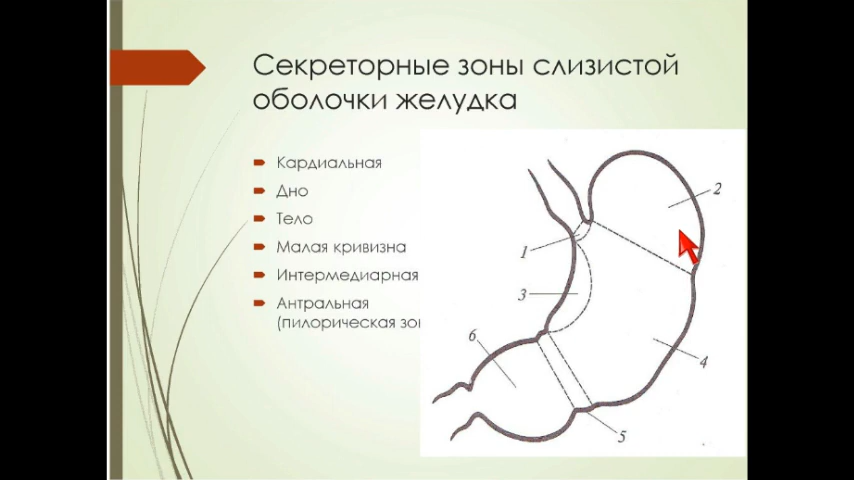 Секреторные зоны слизистой
оболочки желудка
Кардиальная
Дно
Тело
Малая кривизна
Интермедиарная
Антральная
(пилорическая
2
1
3
6
4
5